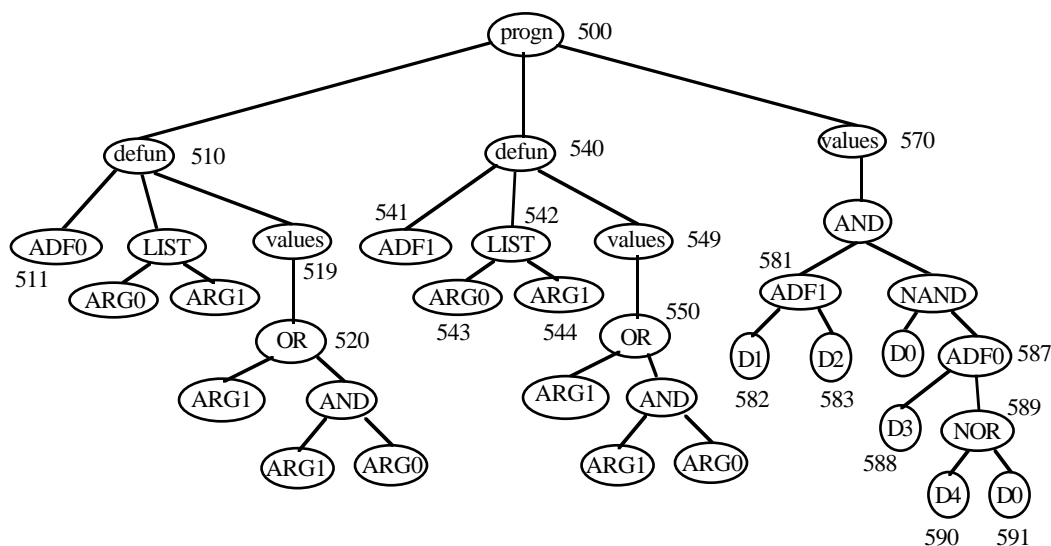 progn 500
defun 510
defun 540
values 570
541
542
AND
ADF0
LIST
values
ADF1
LIST
values 549
511
519
581
ARG0
ARG1
ARG0
ARG1
ADF1
NAND
543
544
550
OR 520
OR
D1
D2
D0
ADF0 587
582
583
ARG1
AND
ARG1
AND
589
D3
NOR
588
ARG1
ARG0
ARG1
ARG0
D4
D0
590
591